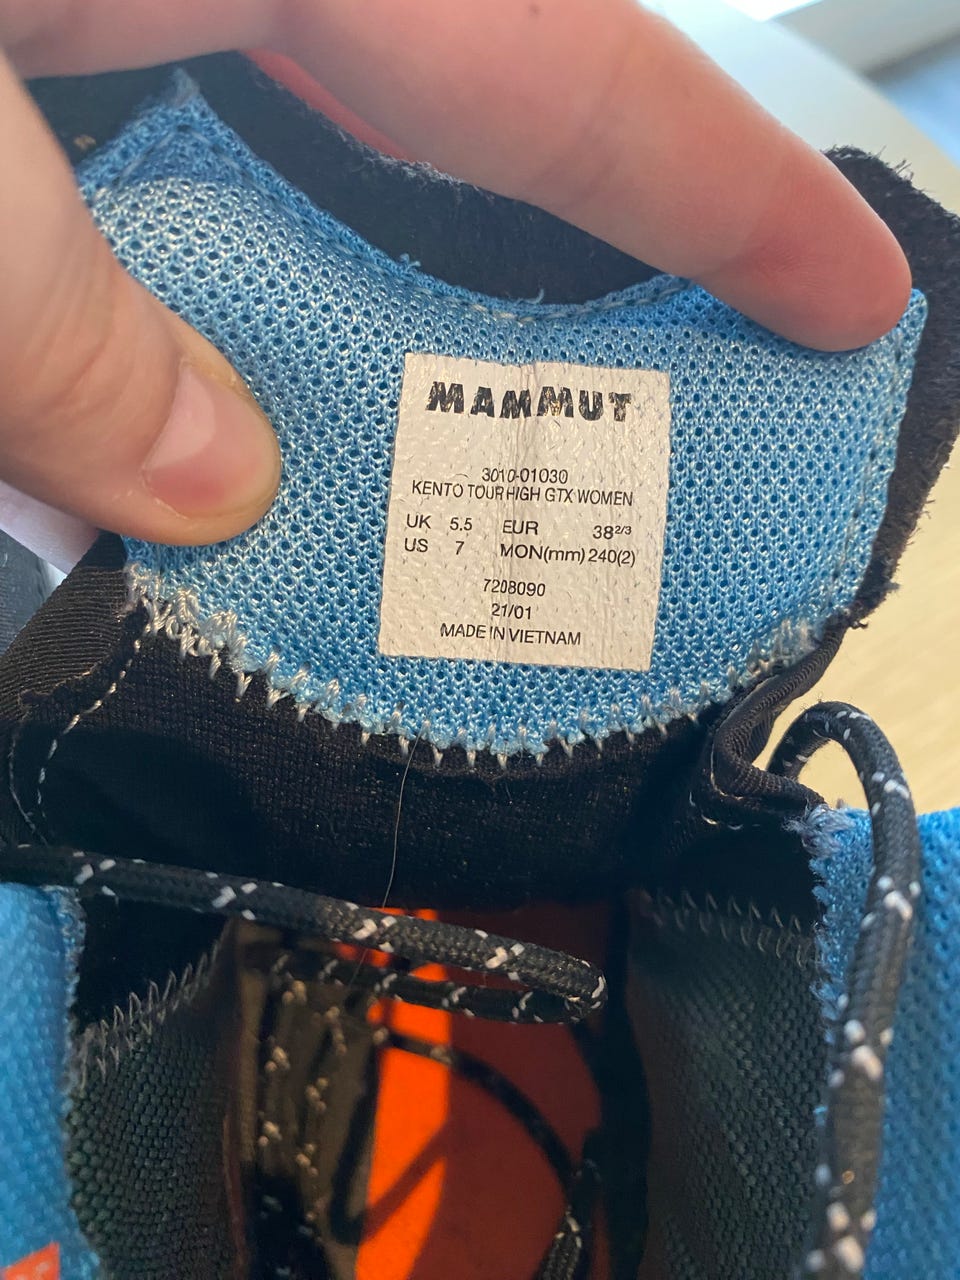 MAMMUT
3010-01030
KENTO TOUR HIGH GTX WOMEN
UK 5.5 EUR 38 2/3
US 7 MON(mm) 240(2)
7208090
21/01
MADE IN VIETNAM